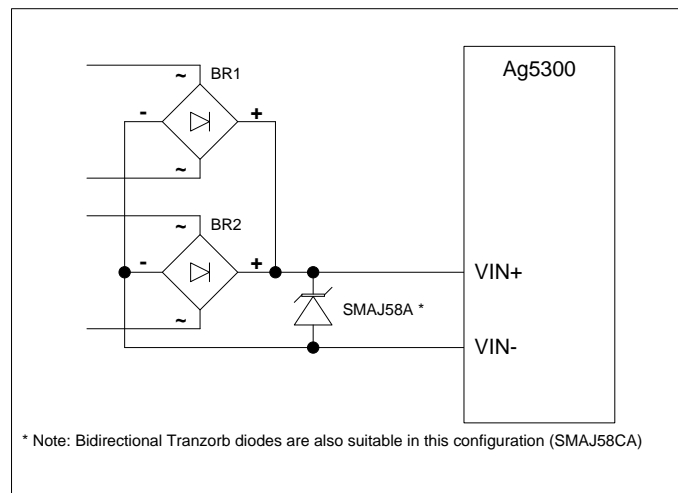 Ag5300
~ BR1
- +
~
~ BR2
- +
~
VIN+
SMAJ58A *
VIN-
* Note: Bidirectional Tranzorb diodes are also suitable in this configuration (SMAJ58CA)